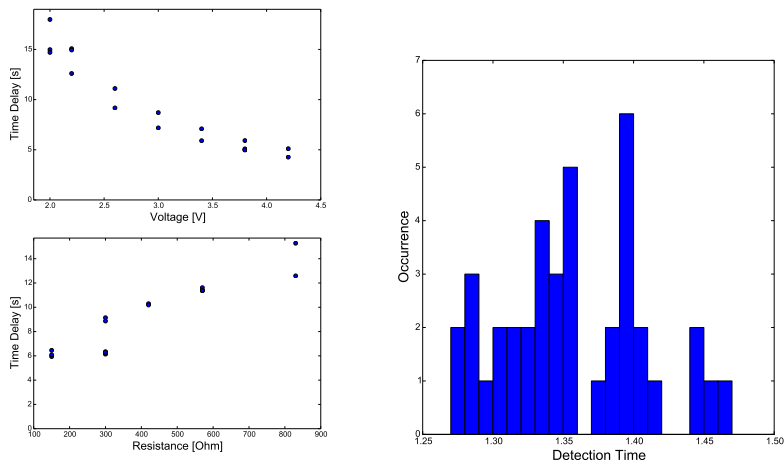 15
10
5
0
2.0 2.5 3.0 3.5 4.0 4.5
Time Delay [s]
Voltage [V]
14
12
10
8
6
4
2
0
100 200 300 400 500 600 700 800 900
Time Delay [s]
Resistance [Ohm]
7
6
5
4
3
2
1
0
1.25 1.30 1.35 1.40 1.45 1.50
Occurrence
Detection Time